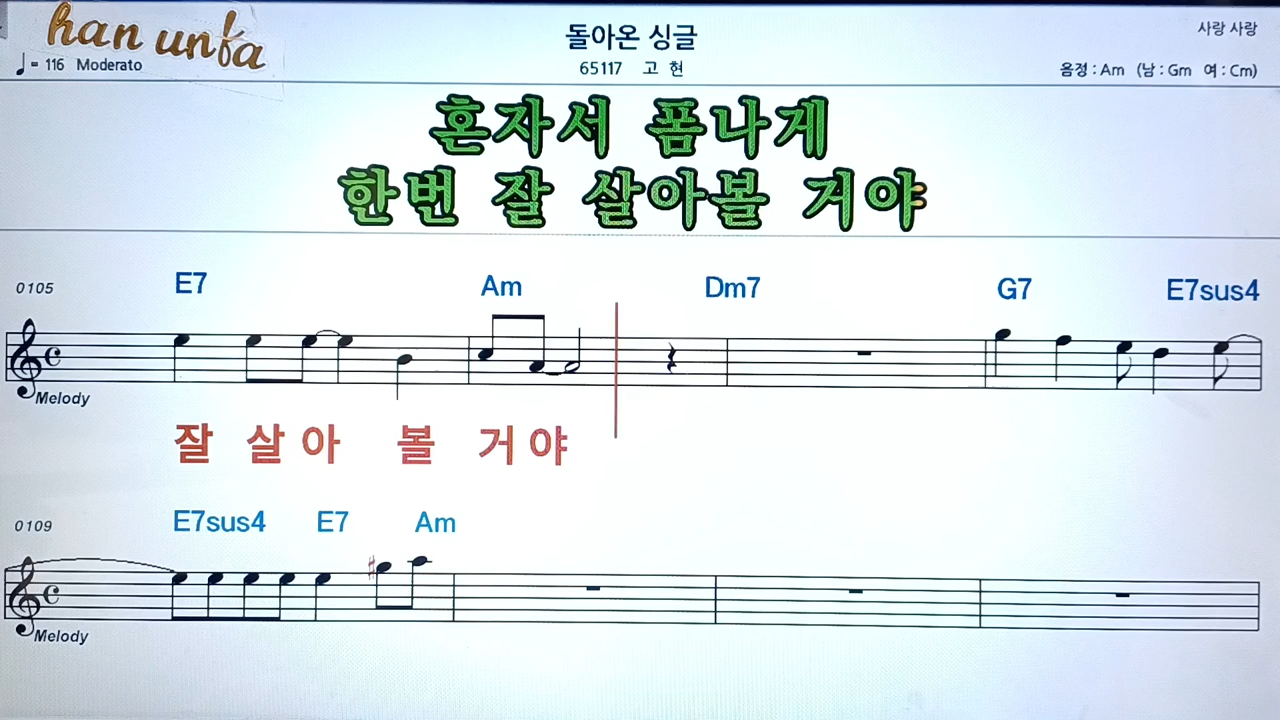 han unfa
돌아온 싱글
사랑 사랑
♩= 116 Moderato
65117 고 현
음정 : Am (남 : Gm 여 : Cm)
혼자서 폼나게
한번 잘 살아볼 거야
0105 E7 Am Dm7 G7 E7sus4
Melody
잘 살 아 볼 거 야
0109 E7sus4 E7 Am
Melody